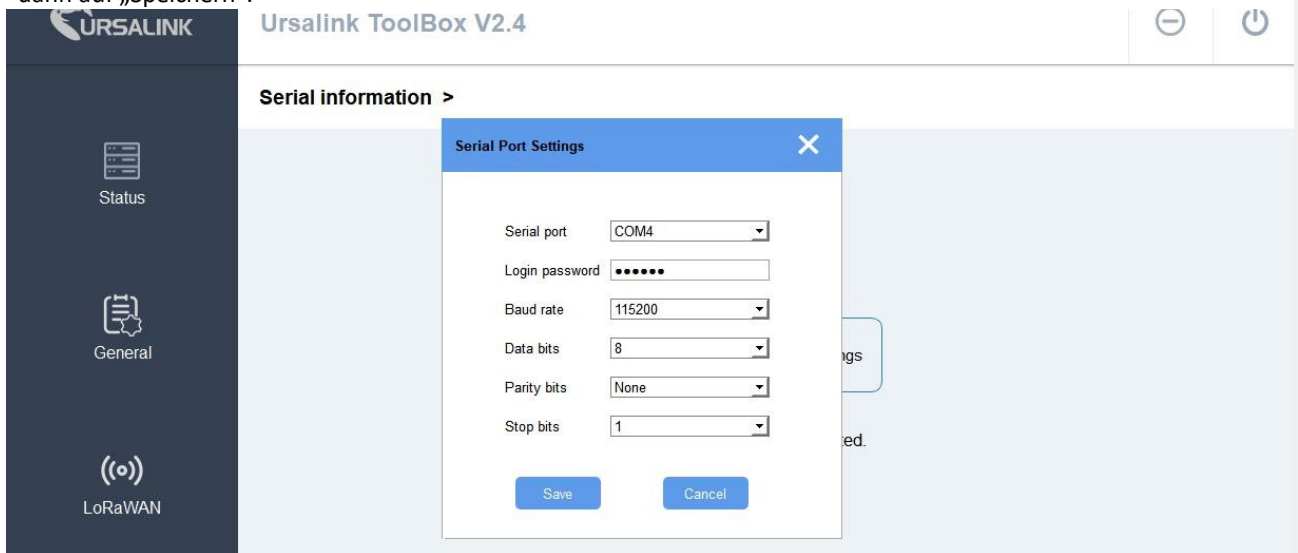 dann auf „Speichern“.
URSALINK
Ursalink ToolBox V2.4
Serial information >
Serial Port Settings
Status
Serial port COM4
Login password ●●●●●●
Baud rate 115200
General
Data bits 8
ngs
Parity bits None
Stop bits 1
ted.
LoRaWAN
Save Cancel